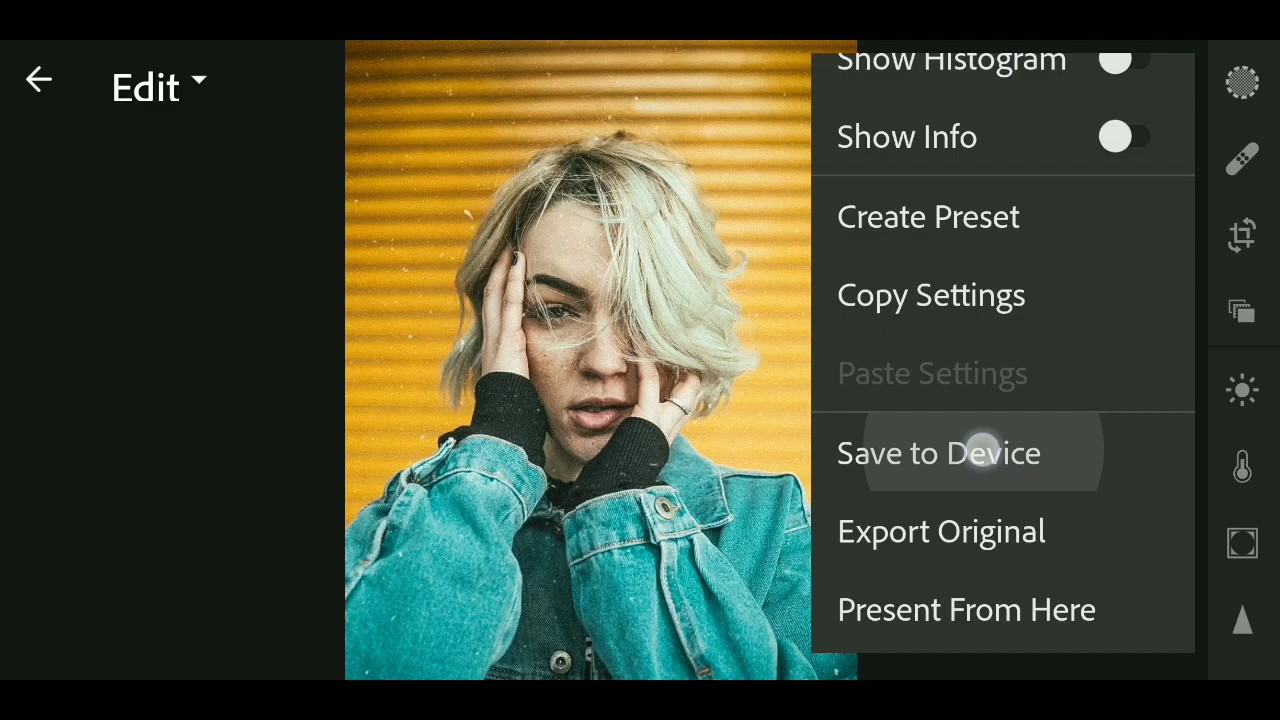 Edit
Show Histogram
Show Info
Create Preset
Copy Settings
Paste Settings
Save to Device
Export Original
Present From Here